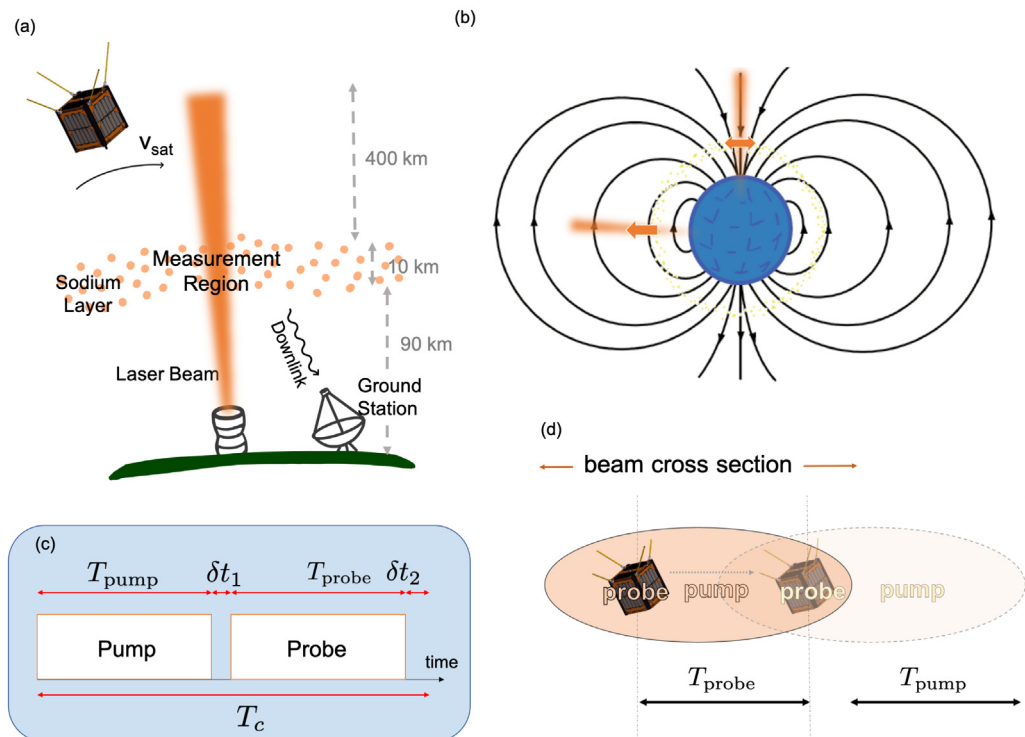 (a)
V_sat
400 km
Measurement
Region
10 km
Sodium
Layer
90 km
Downlink
Laser Beam
Ground
Station
(b)
(c)
T_pump δt_1 T_probe δt_2
Pump
Probe
time
T_c
(d)
beam cross section
probe pump probe pump
T_probe
T_pump